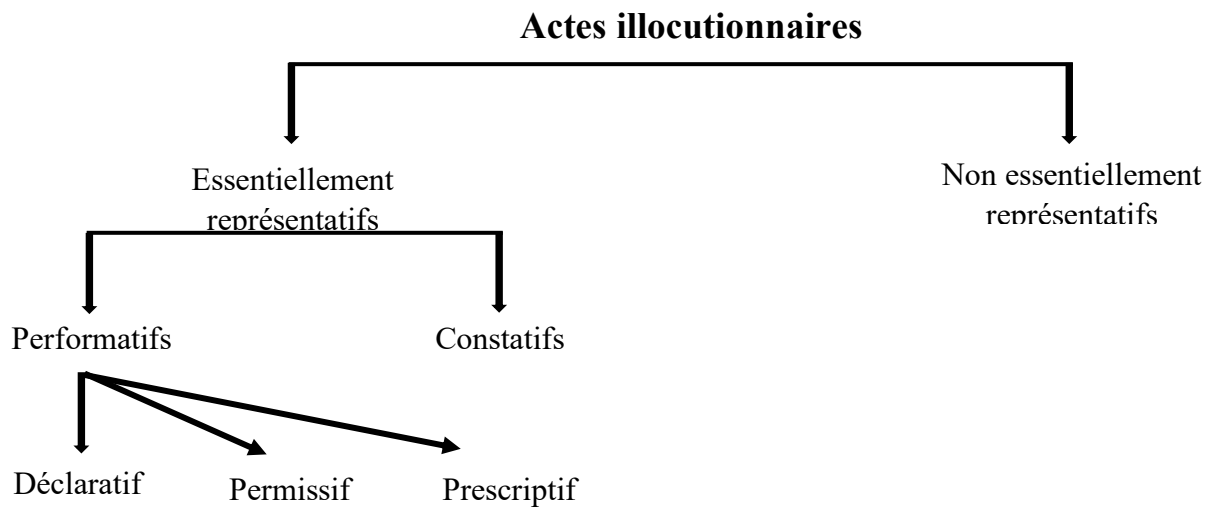 Actes illocutionnaires
Essentiellement
représentatifs
Non essentiellement
représentatifs
Performatifs
Constatifs
Déclaratif
Permissif
Prescriptif